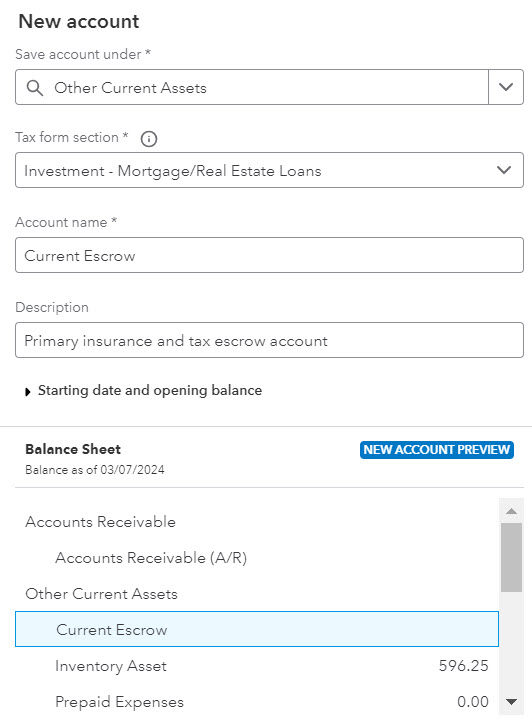 New account
Save account under *
Other Current Assets
Tax form section *
Investment - Mortgage/Real Estate Loans
Account name *
Current Escrow
Description
Primary insurance and tax escrow account
Starting date and opening balance
Balance Sheet NEW ACCOUNT PREVIEW
Balance as of 03/07/2024
Accounts Receivable
Accounts Receivable (A/R)
Other Current Assets
Current Escrow
Inventory Asset 596.25
Prepaid Expenses 0.00